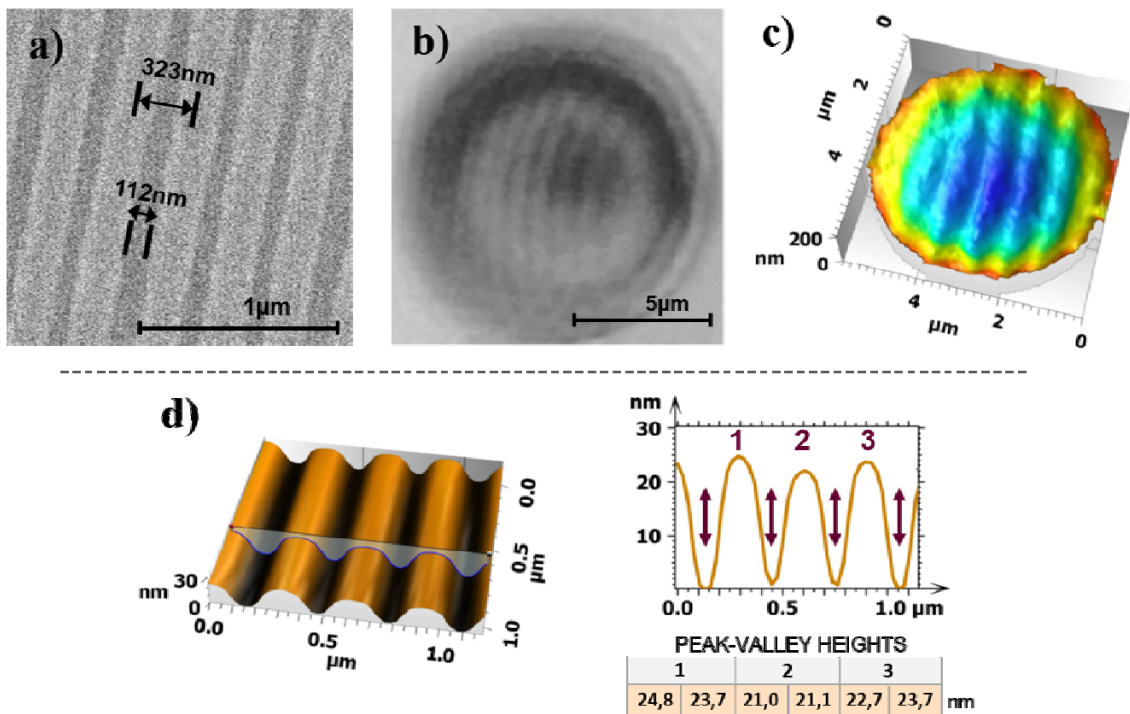 a)
323nm
112nm
1µm
b)
5µm
c)
0
2
µm
4
200
nm
0
4
µm
2
0
d)
0.0
0.5
µm
1.0
30
nm
0
0.0
0.5
µm
1.0
nm
30
20
10
1 2 3
0.0 0.5 1.0 µm
PEAK-VALLEY HEIGHTS
1 2 3
24,8 23,7 21,0 21,1 22,7 23,7 nm